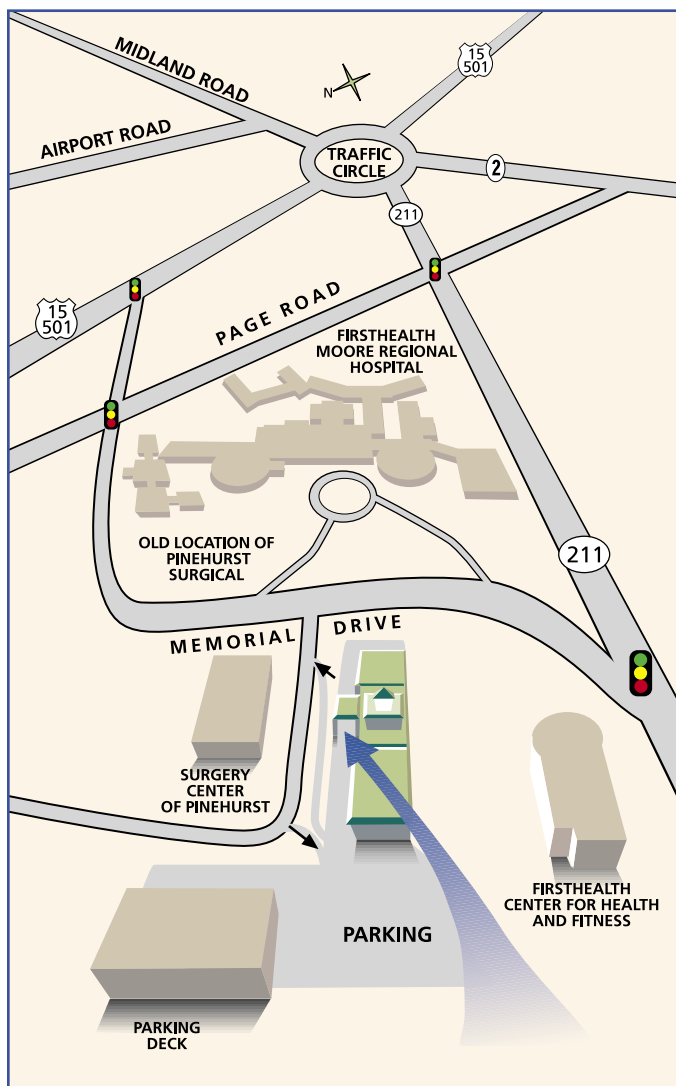 MIDLAND ROAD
15
501
N
AIRPORT ROAD
TRAFFIC
CIRCLE
2
211
15
501
PAGE ROAD
FIRSTHEALTH
MOORE REGIONAL
HOSPITAL
OLD LOCATION OF
PINEHURST
SURGICAL
211
MEMORIAL DRIVE
SURGERY
CENTER
OF PINEHURST
FIRSTHEALTH
CENTER FOR HEALTH
AND FITNESS
PARKING
PARKING
DECK